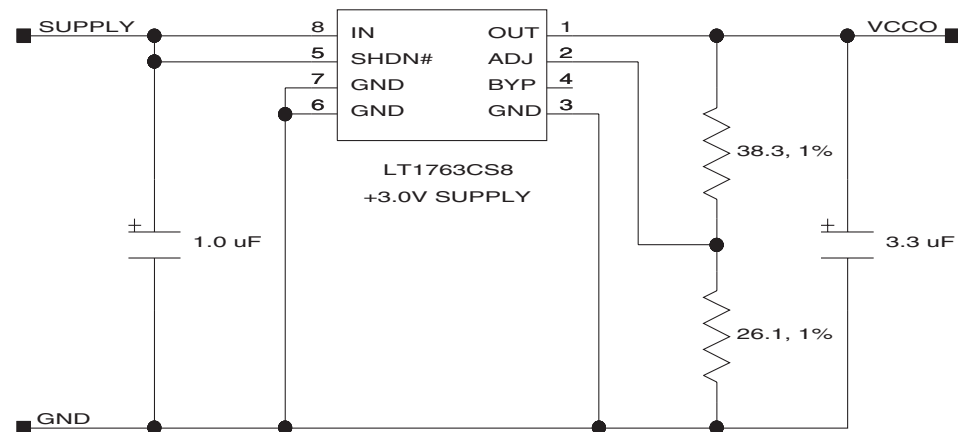 SUPPLY 8 IN OUT 1 VCCO
5 SHDN# ADJ 2
7 GND BYP 4
6 GND GND 3
LT1763CS8
+3.0V SUPPLY
38.3, 1%
+ 1.0 uF
+ 3.3 uF
26.1, 1%
GND